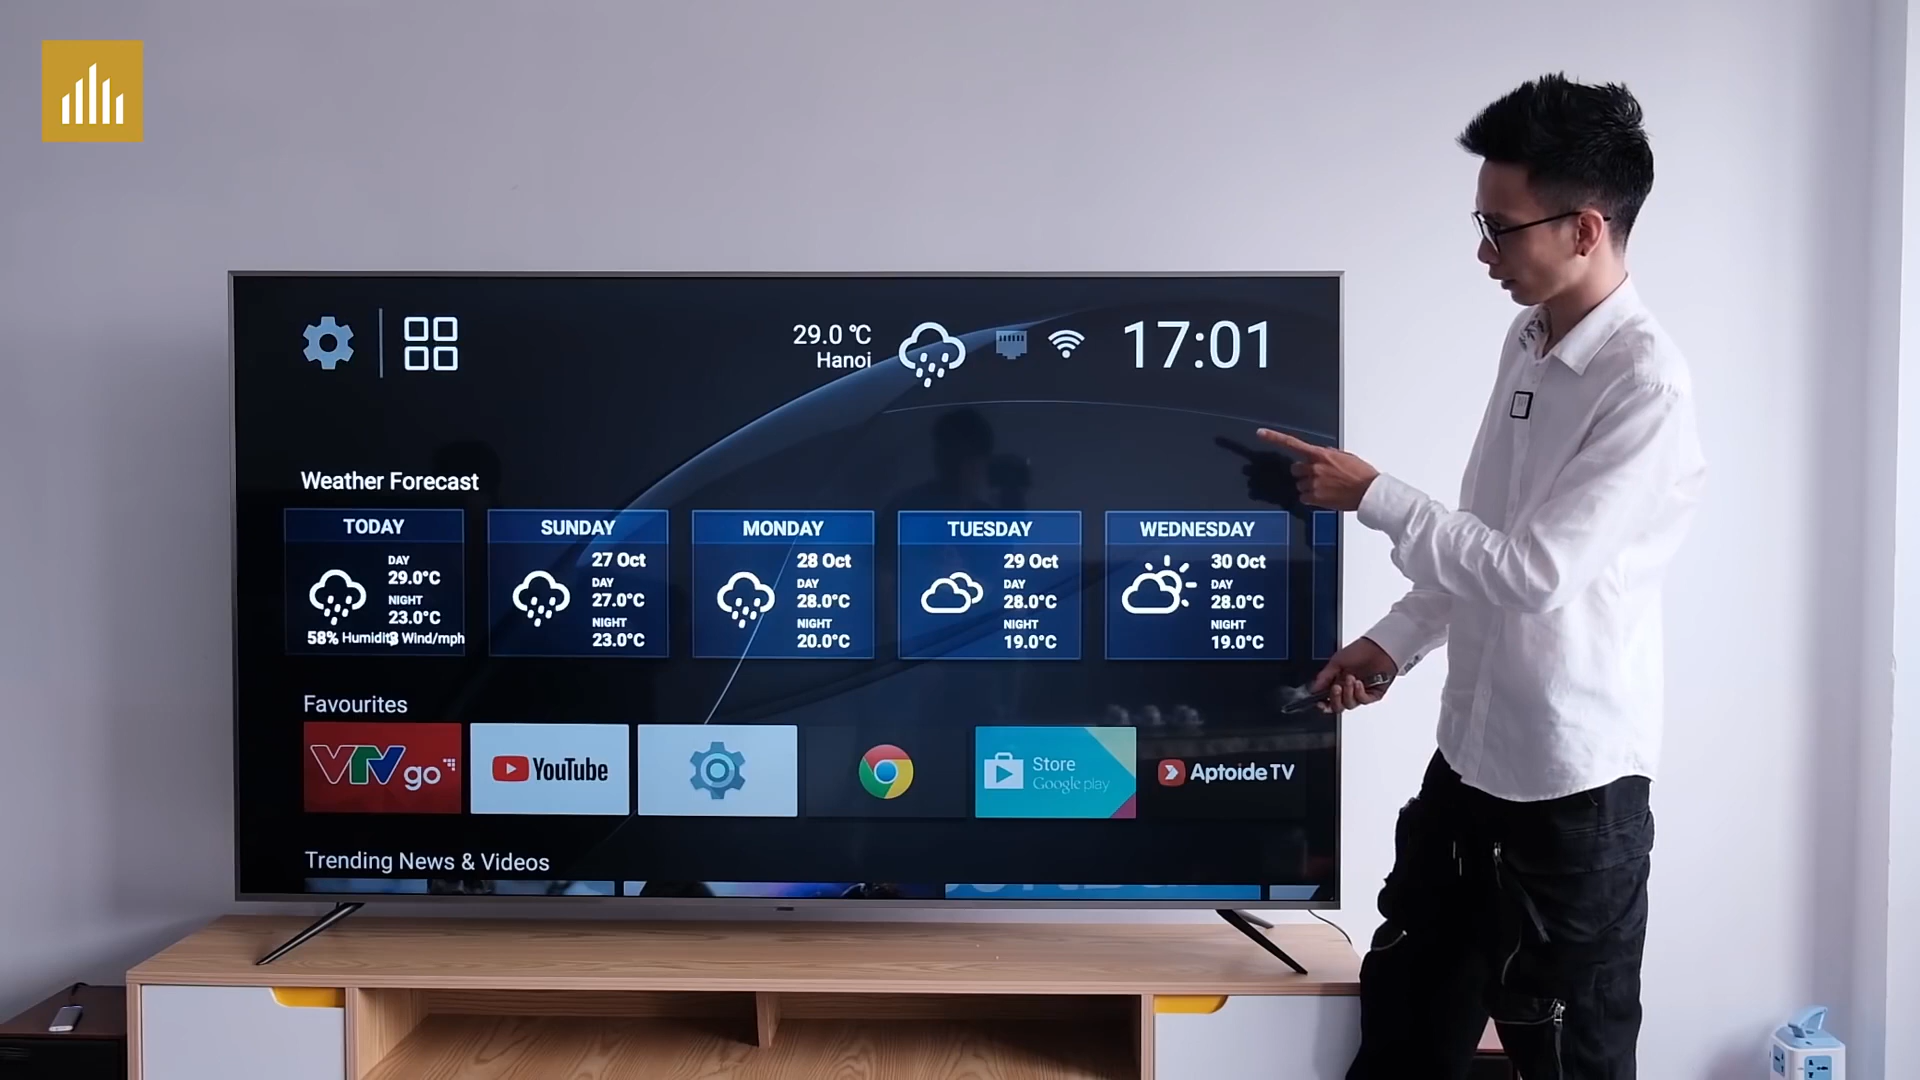 29.0 °C
Hanoi
17:01
Weather Forecast
TODAY
DAY
29.0°C
NIGHT
23.0°C
58% Humidity Wind/mph
SUNDAY
27 Oct
DAY
27.0°C
NIGHT
23.0°C
MONDAY
28 Oct
DAY
28.0°C
NIGHT
20.0°C
TUESDAY
29 Oct
DAY
28.0°C
NIGHT
19.0°C
WEDNESDAY
30 Oct
DAY
28.0°C
NIGHT
19.0°C
Favourites
VTV go
YouTube
Store
Google play
Aptoide TV
Trending News & Videos